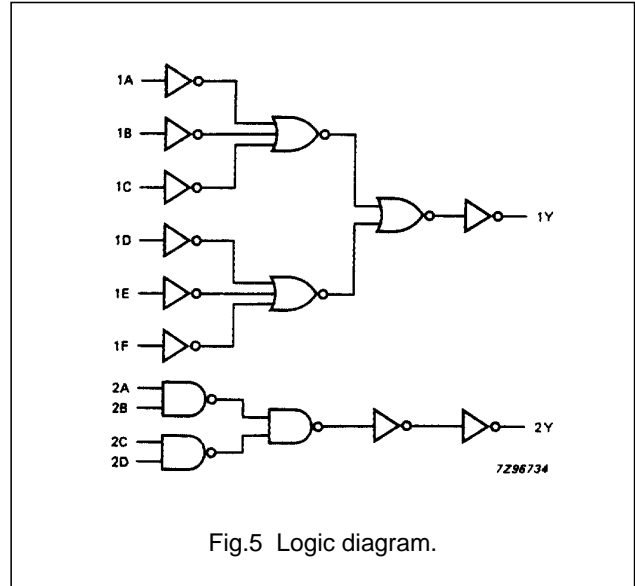 1A
1B
1C
1Y
1D
1E
1F
2A
2B
2C
2D
2Y
7Z96734
Fig.5 Logic diagram.